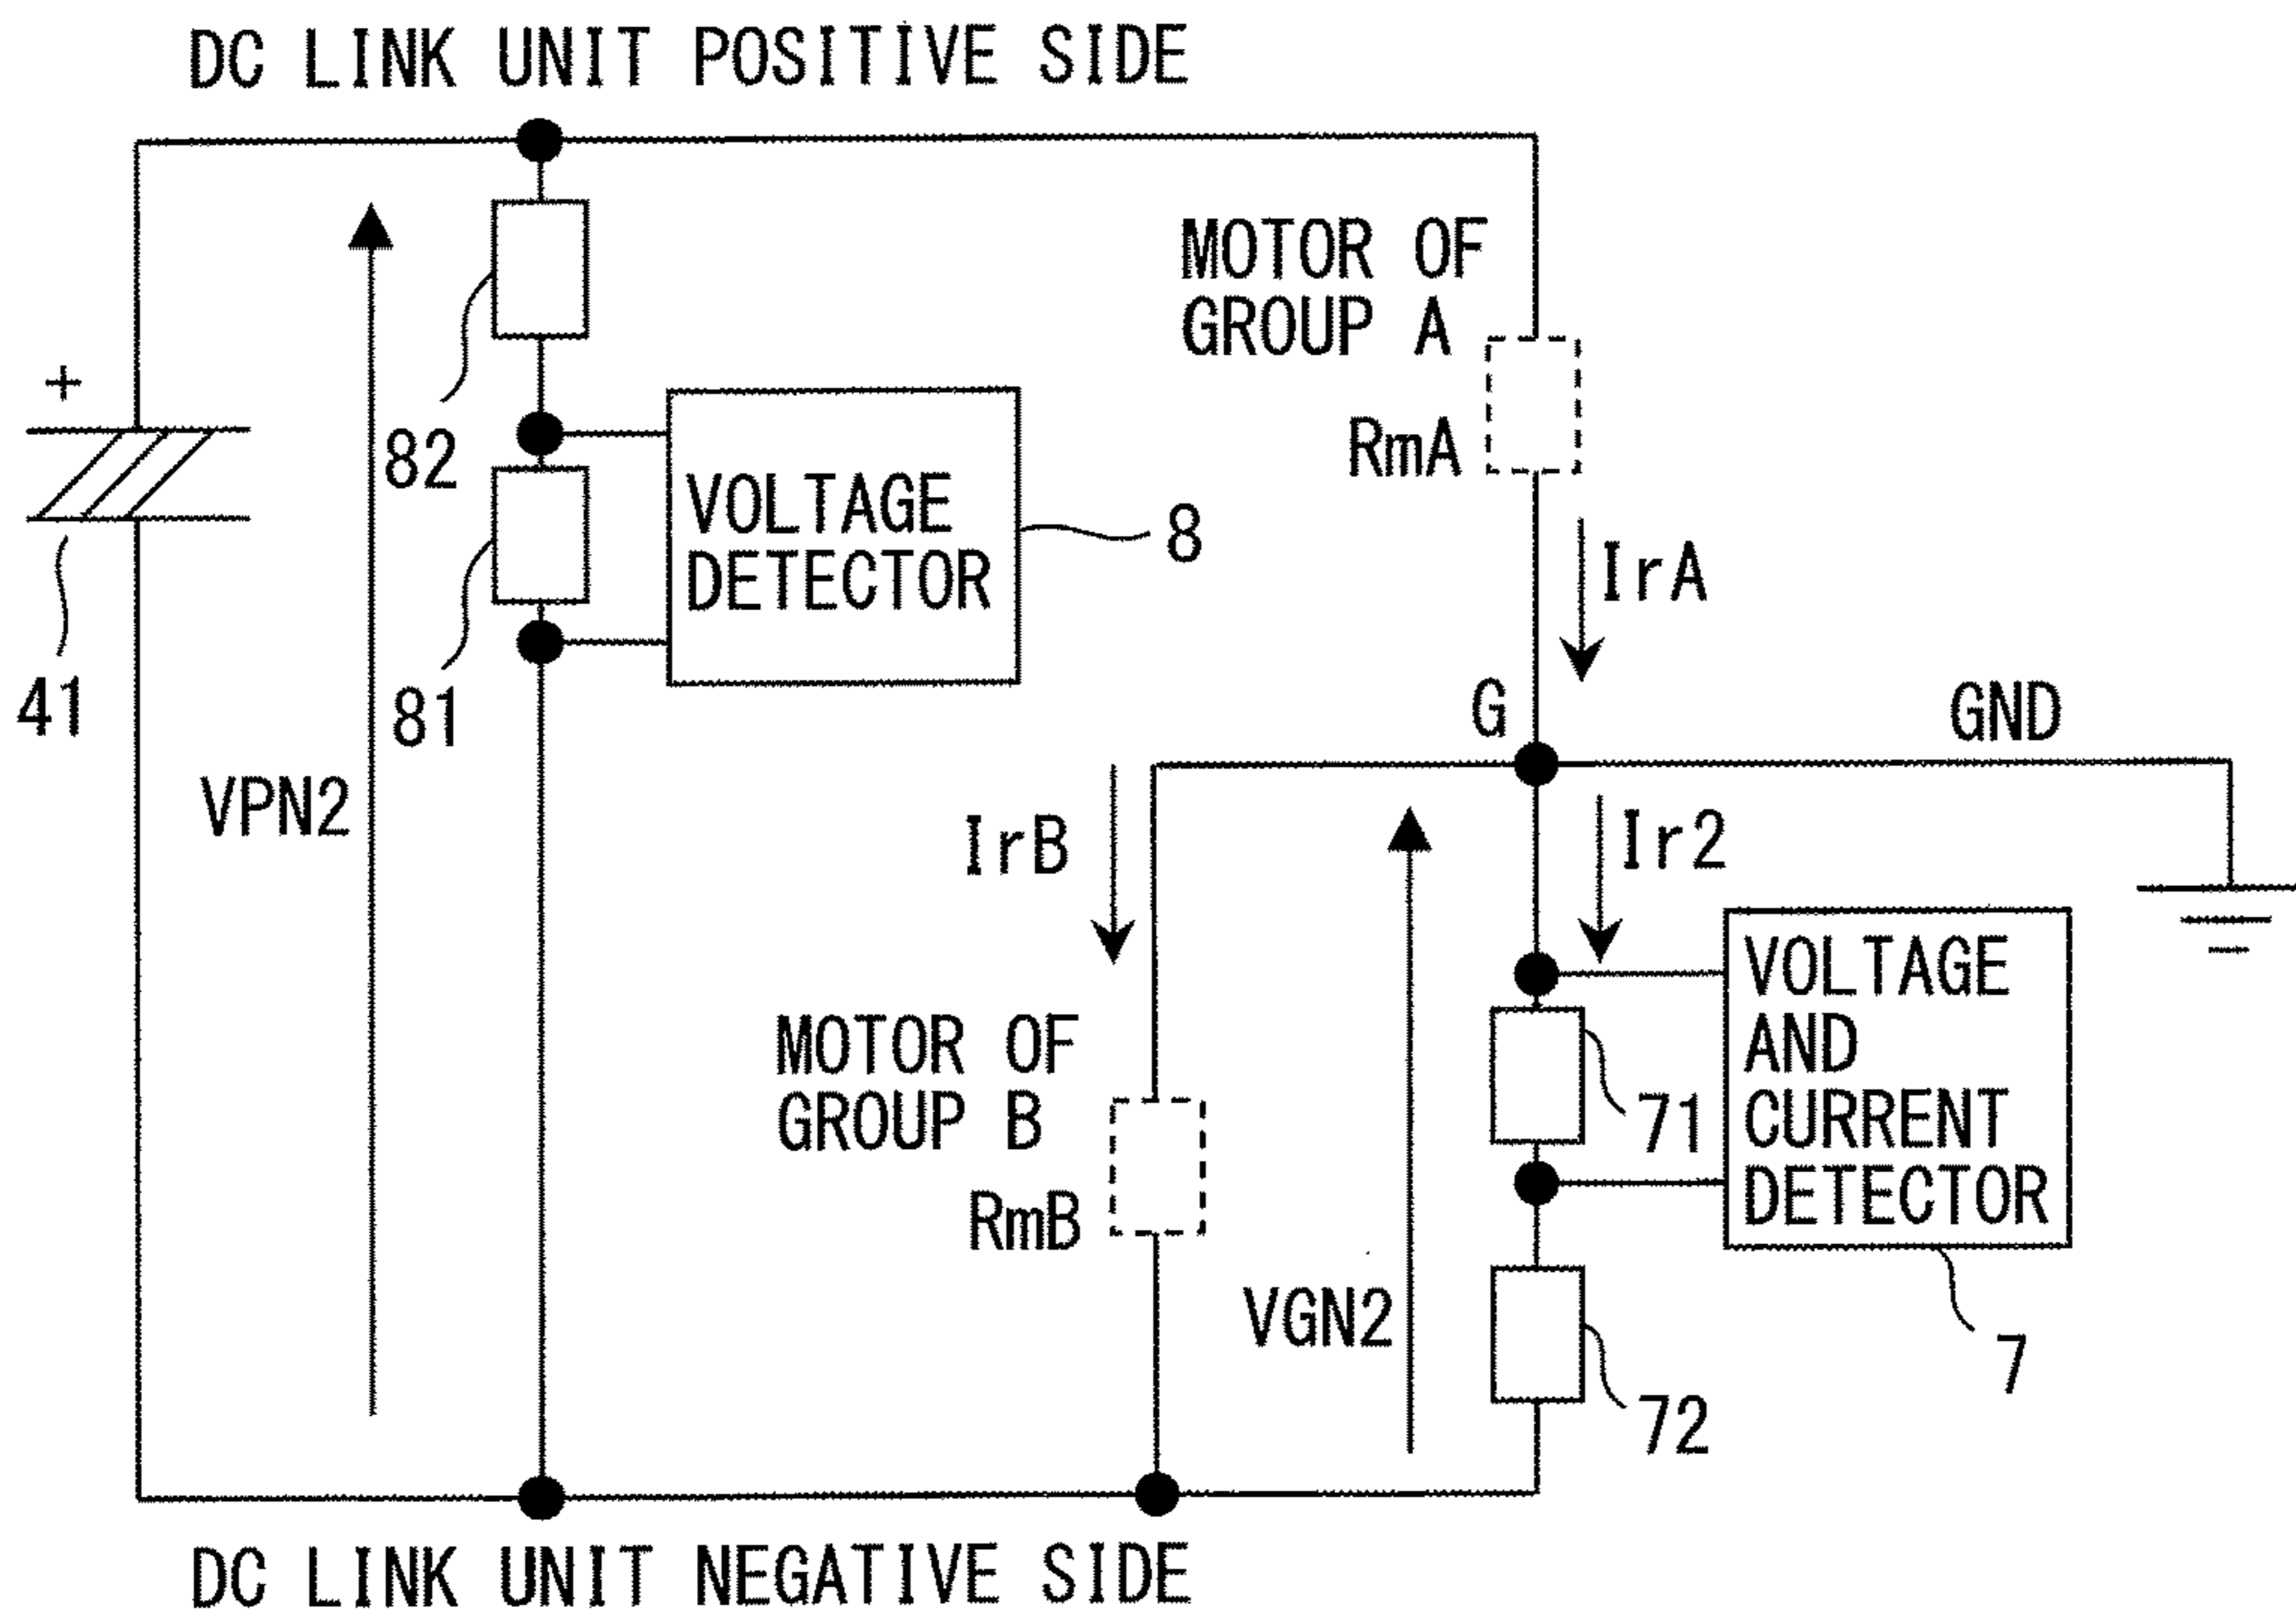 DC LINK UNIT POSITIVE SIDE
MOTOR OF
GROUP A
RmA
+
82
VOLTAGE
DETECTOR
8
IrA
41
81
G
GND
VPN2
IrB
Ir2
VOLTAGE
AND
CURRENT
DETECTOR
MOTOR OF
GROUP B
RmB
71
VGN2
7
72
DC LINK UNIT NEGATIVE SIDE